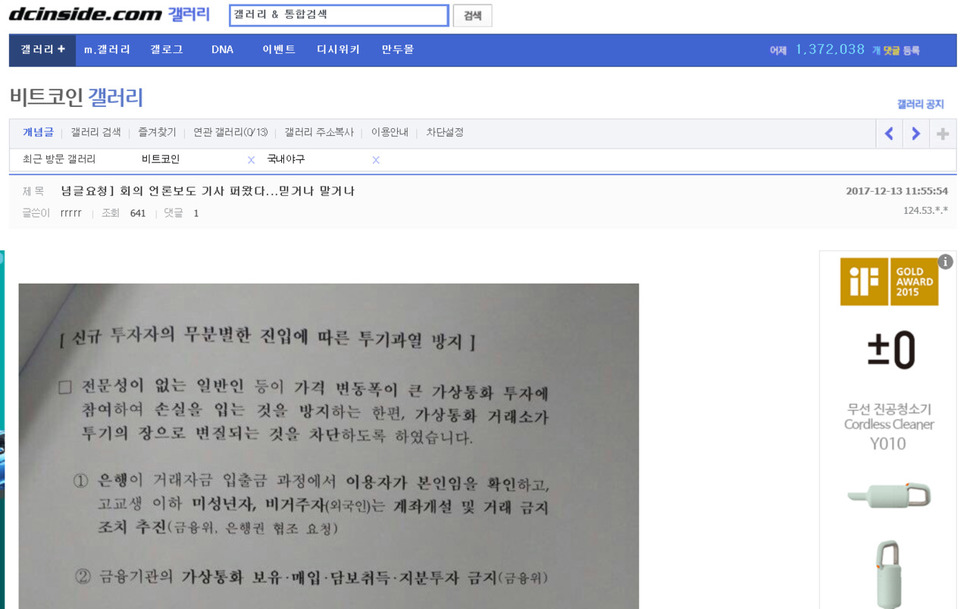 dcinside.com 갤러리
갤러리 & 통합검색
검색
갤러리 + m.갤러리 갤로그 DNA 이벤트 디시위키 만두몰 어제 1,372,038 개 댓글 등록
비트코인 갤러리
갤러리 공지
개념글 갤러리 검색 즐겨찾기 연관 갤러리(0/13) 갤러리 주소복사 이용안내 차단설정
최근 방문 갤러리 비트코인 x 국내야구 x
제 목 념글요청] 회의 언론보도 기사 퍼왔다...믿거나 말거나 2017-12-13 11:55:54
글쓴이 rrrrr 조회 641 댓글 1 124.53.*.*
[ 신규 투자자의 무분별한 진입에 따른 투기과열 방지 ]
□ 전문성이 없는 일반인 등이 가격 변동폭이 큰 가상통화 투자에
참여하여 손실을 입는 것을 방지하는 한편, 가상통화 거래소가
투기의 장으로 변질되는 것을 차단하도록 하였습니다.
① 은행이 거래자금 입출금 과정에서 이용자가 본인임을 확인하고,
고교생 이하 미성년자, 비거주자(외국인)는 계좌개설 및 거래 금지
조치 추진(금융위, 은행권 협조 요청)
② 금융기관의 가상통화 보유·매입·담보취득·지분투자 금지(금융위)
iF
GOLD
AWARD
2015
±0
무선 진공청소기
Cordless Cleaner
Y010